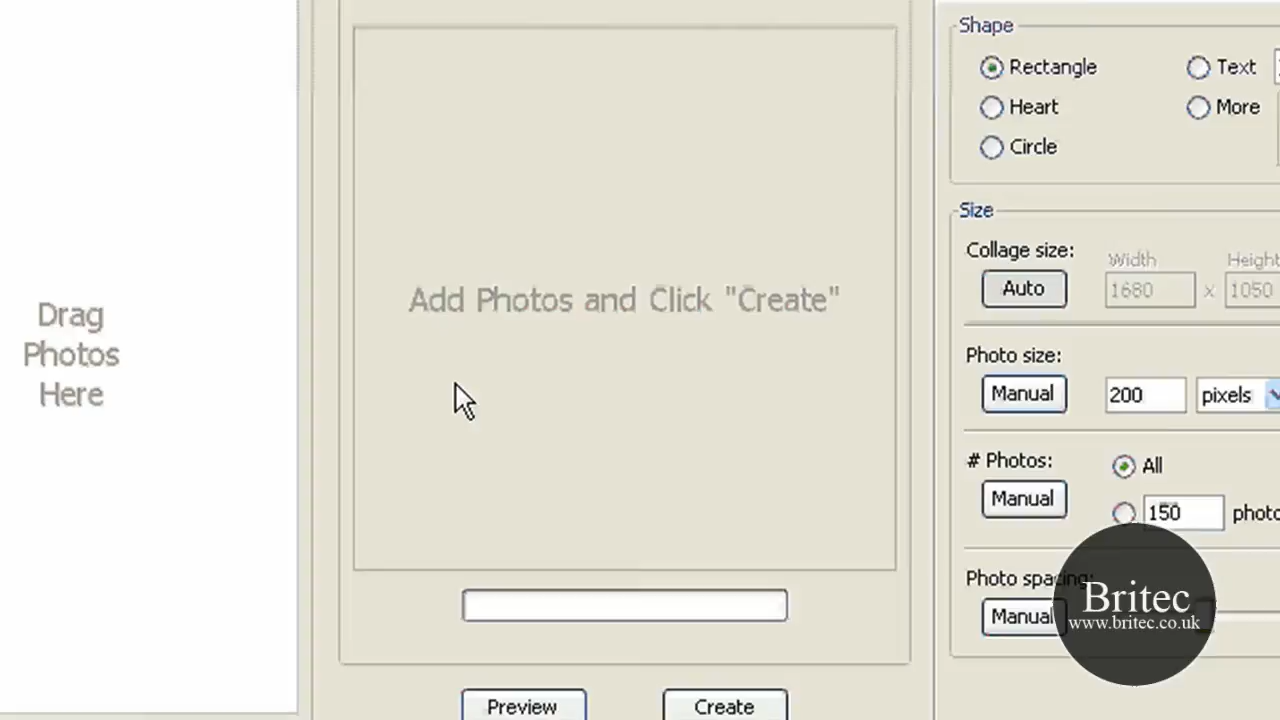 Drag
Photos
Here
Add Photos and Click "Create"
Preview
Create
Shape
Rectangle
Text
Heart
More
Circle
Size
Collage size:
Width
Height
Auto
1680
x
1050
Photo size:
Manual
200
pixels
# Photos:
All
Manual
150
Photo spacing:
Manual
Britec
www.britec.co.uk